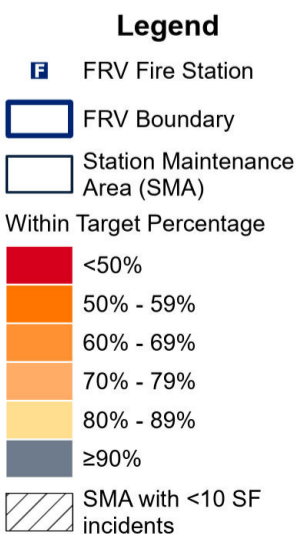 Legend
F FRV Fire Station
FRV Boundary
Station Maintenance
Area (SMA)
Within Target Percentage
<50%
50% - 59%
60% - 69%
70% - 79%
80% - 89%
≥90%
SMA with <10 SF
incidents